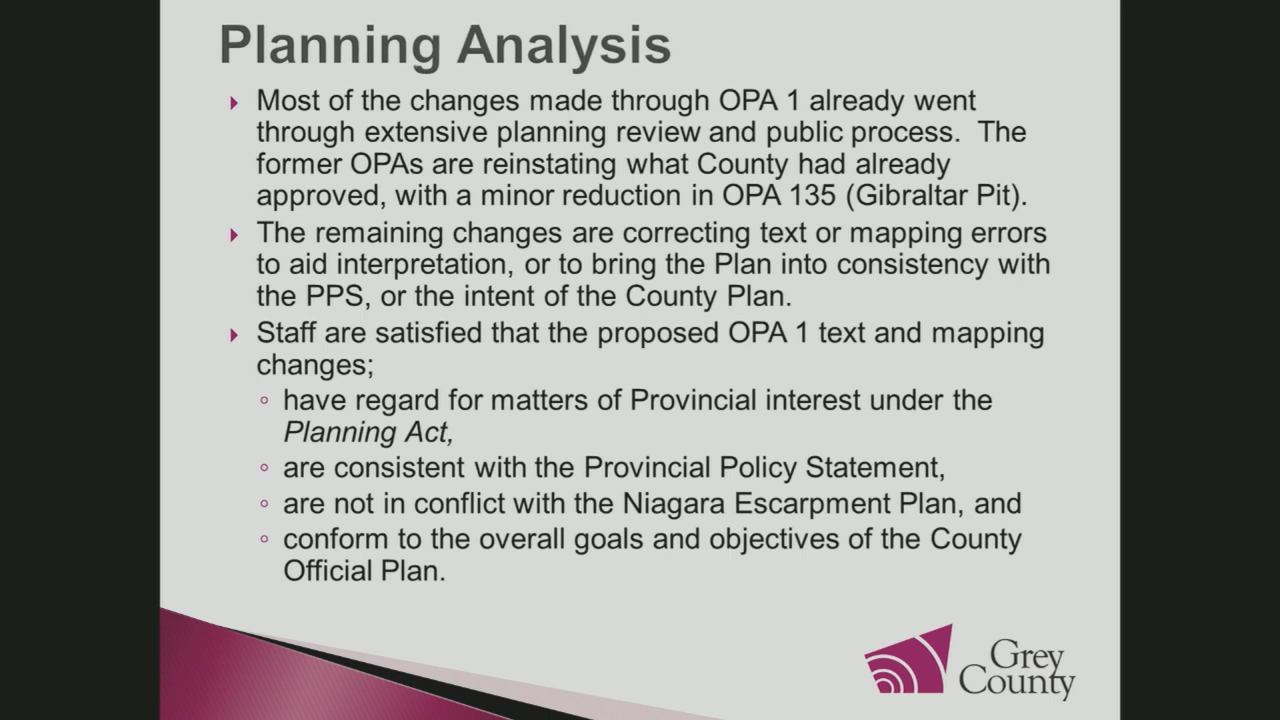 Planning Analysis
Most of the changes made through OPA 1 already went
through extensive planning review and public process. The
former OPAs are reinstating what County had already
approved, with a minor reduction in OPA 135 (Gibraltar Pit).
The remaining changes are correcting text or mapping errors
to aid interpretation, or to bring the Plan into consistency with
the PPS, or the intent of the County Plan.
Staff are satisfied that the proposed OPA 1 text and mapping
changes;
have regard for matters of Provincial interest under the
Planning Act,
are consistent with the Provincial Policy Statement,
are not in conflict with the Niagara Escarpment Plan, and
conform to the overall goals and objectives of the County
Official Plan.
Grey
County